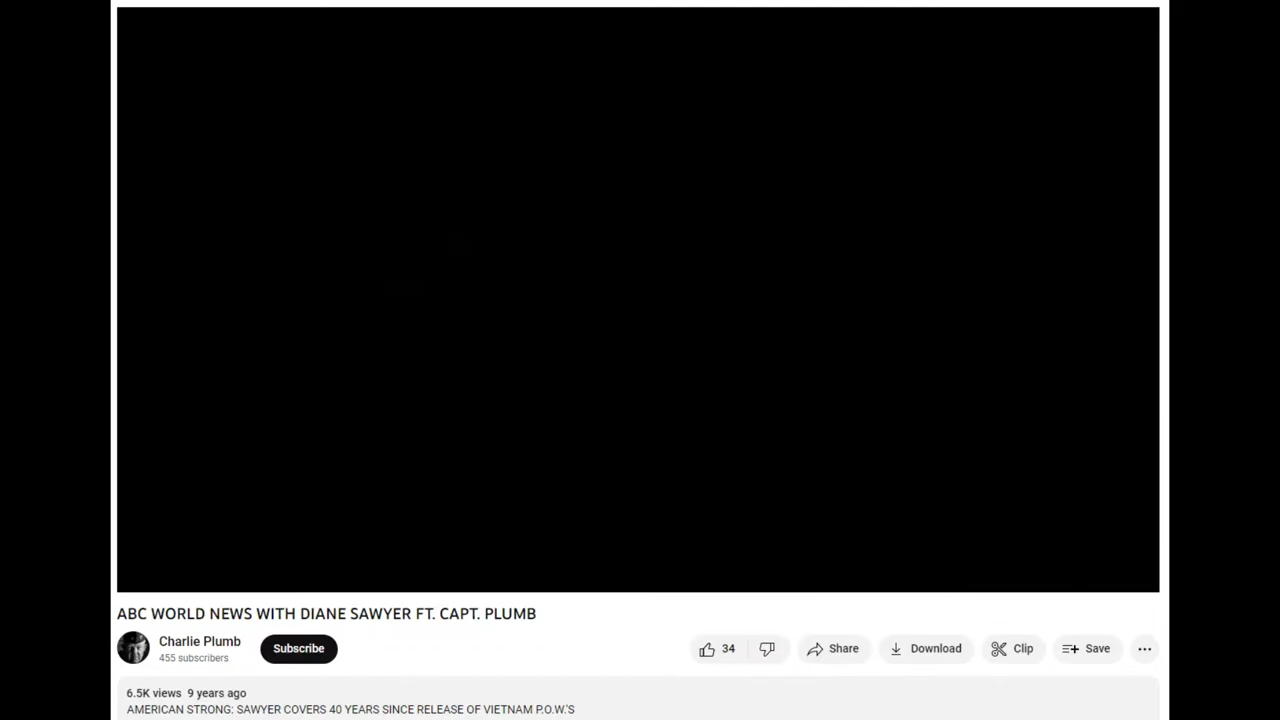 ABC WORLD NEWS WITH DIANE SAWYER FT. CAPT. PLUMB
Charlie Plumb
455 subscribers
Subscribe
34
Share
Download
Clip
Save
6.5K views 9 years ago
AMERICAN STRONG: SAWYER COVERS 40 YEARS SINCE RELEASE OF VIETNAM P.O.W.'S